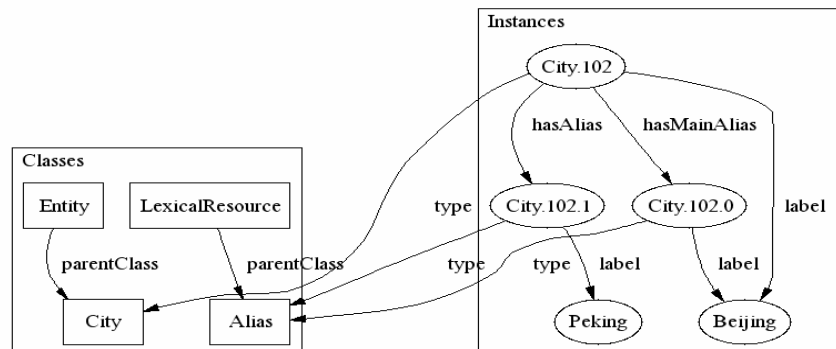 Instances
City.102
hasAlias hasMainAlias
Classes
Entity LexicalResource
type City.102.1 City.102.0 label
parentClass parentClass type type label label
City Alias Peking Beijing